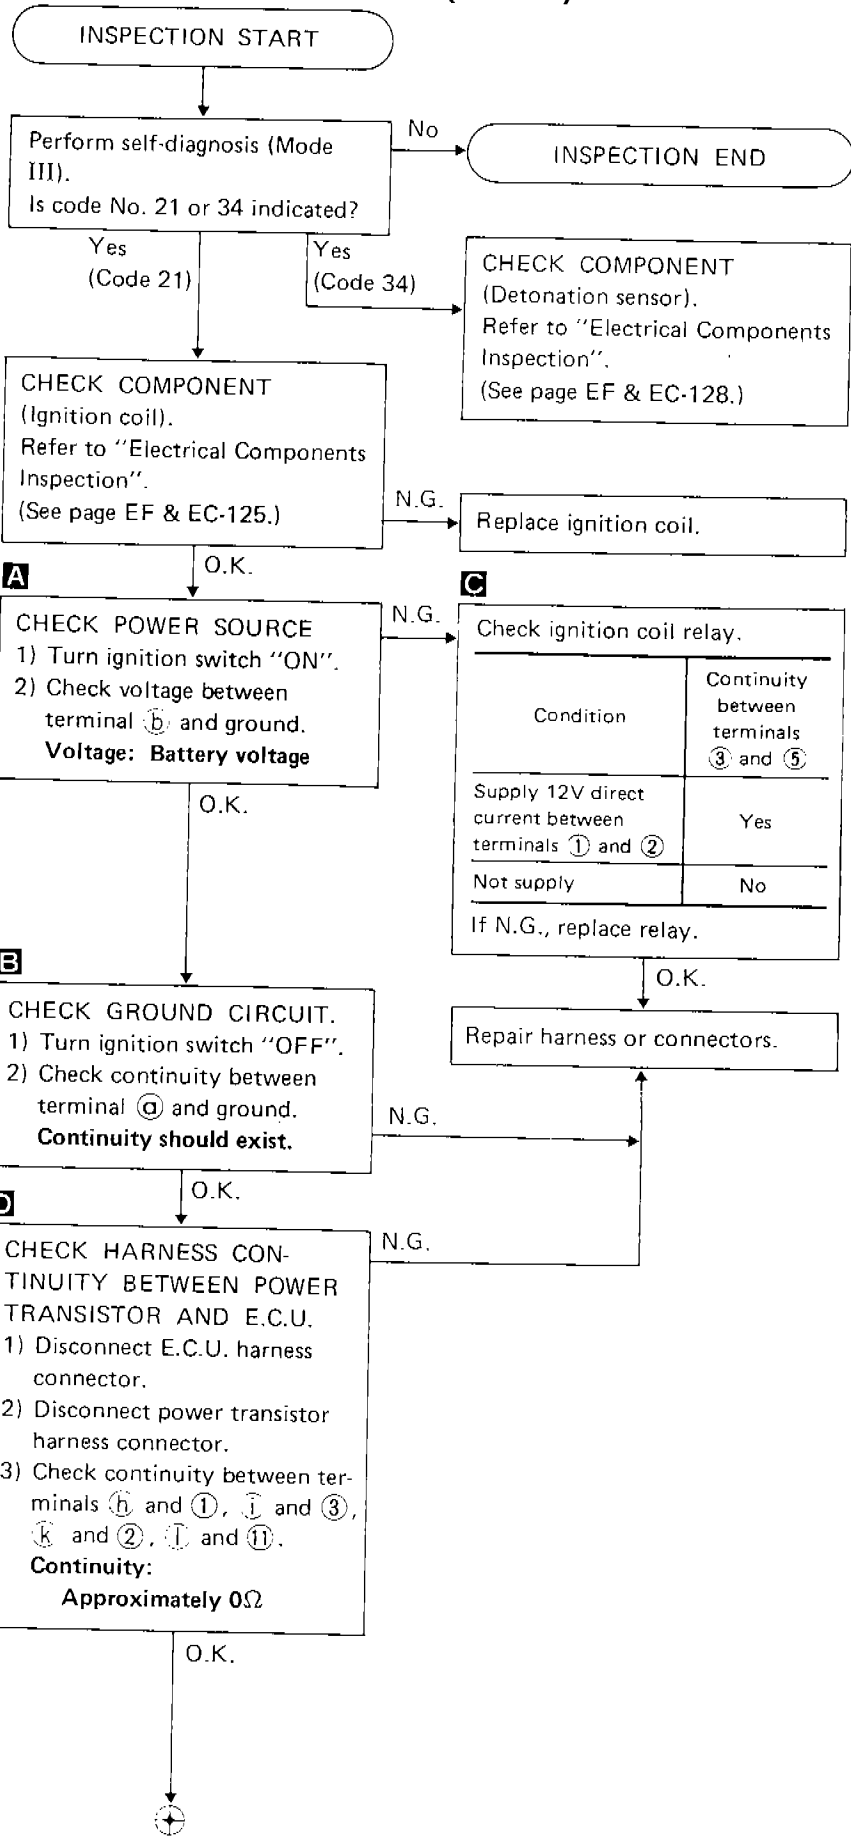 INSPECTION START
Perform self-diagnosis (Mode
III).
Is code No. 21 or 34 indicated?
No
INSPECTION END
Yes
(Code 21)
Yes
(Code 34)
CHECK COMPONENT
(Detonation sensor).
Refer to "Electrical Components
Inspection".
(See page EF & EC-128.)
CHECK COMPONENT
(Ignition coil).
Refer to "Electrical Components
Inspection".
(See page EF & EC-125.)
N.G.
Replace ignition coil.
O.K.
A
CHECK POWER SOURCE
1) Turn ignition switch "ON".
2) Check voltage between
terminal ⓑ and ground.
Voltage: Battery voltage
N.G.
C
Check ignition coil relay.
Condition
Continuity
between
terminals
③ and ⑤
Supply 12V direct
current between
terminals ① and ②
Yes
Not supply
No
If N.G., replace relay.
O.K.
O.K.
Repair harness or connectors.
B
CHECK GROUND CIRCUIT.
1) Turn ignition switch "OFF".
2) Check continuity between
terminal ⓐ and ground.
Continuity should exist.
N.G.
O.K.
D
CHECK HARNESS CON-
TINUITY BETWEEN POWER
TRANSISTOR AND E.C.U.
1) Disconnect E.C.U. harness
connector.
2) Disconnect power transistor
harness connector.
3) Check continuity between ter-
minals ⓗ and ①, ⓘ and ③,
ⓚ and ②, ⓛ and ⑪.
Continuity:
Approximately 0Ω
N.G.
O.K.